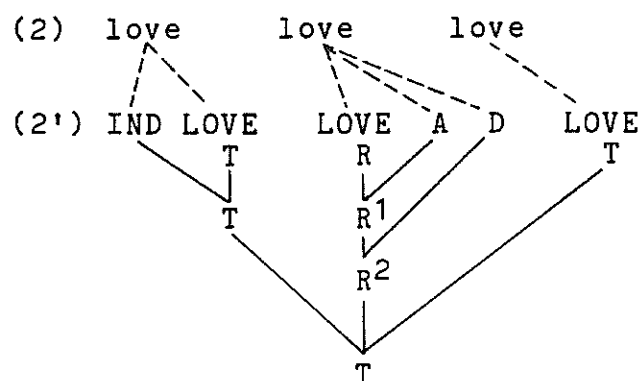 (2) love love love
(2') IND LOVE LOVE A D LOVE
T R T
T R1
R2
T